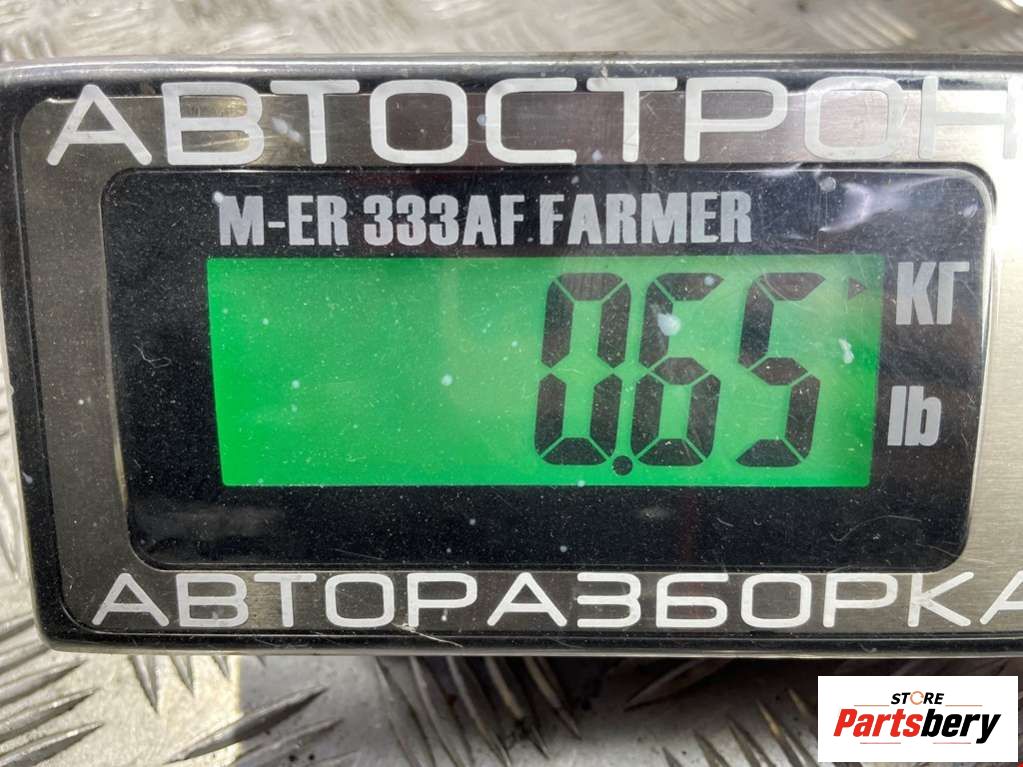 АВТОСТРОН
M-ER 333AF FARMER
0.65 КГ
lb
АВТОРАЗБОРКА
STORE
Partsbery